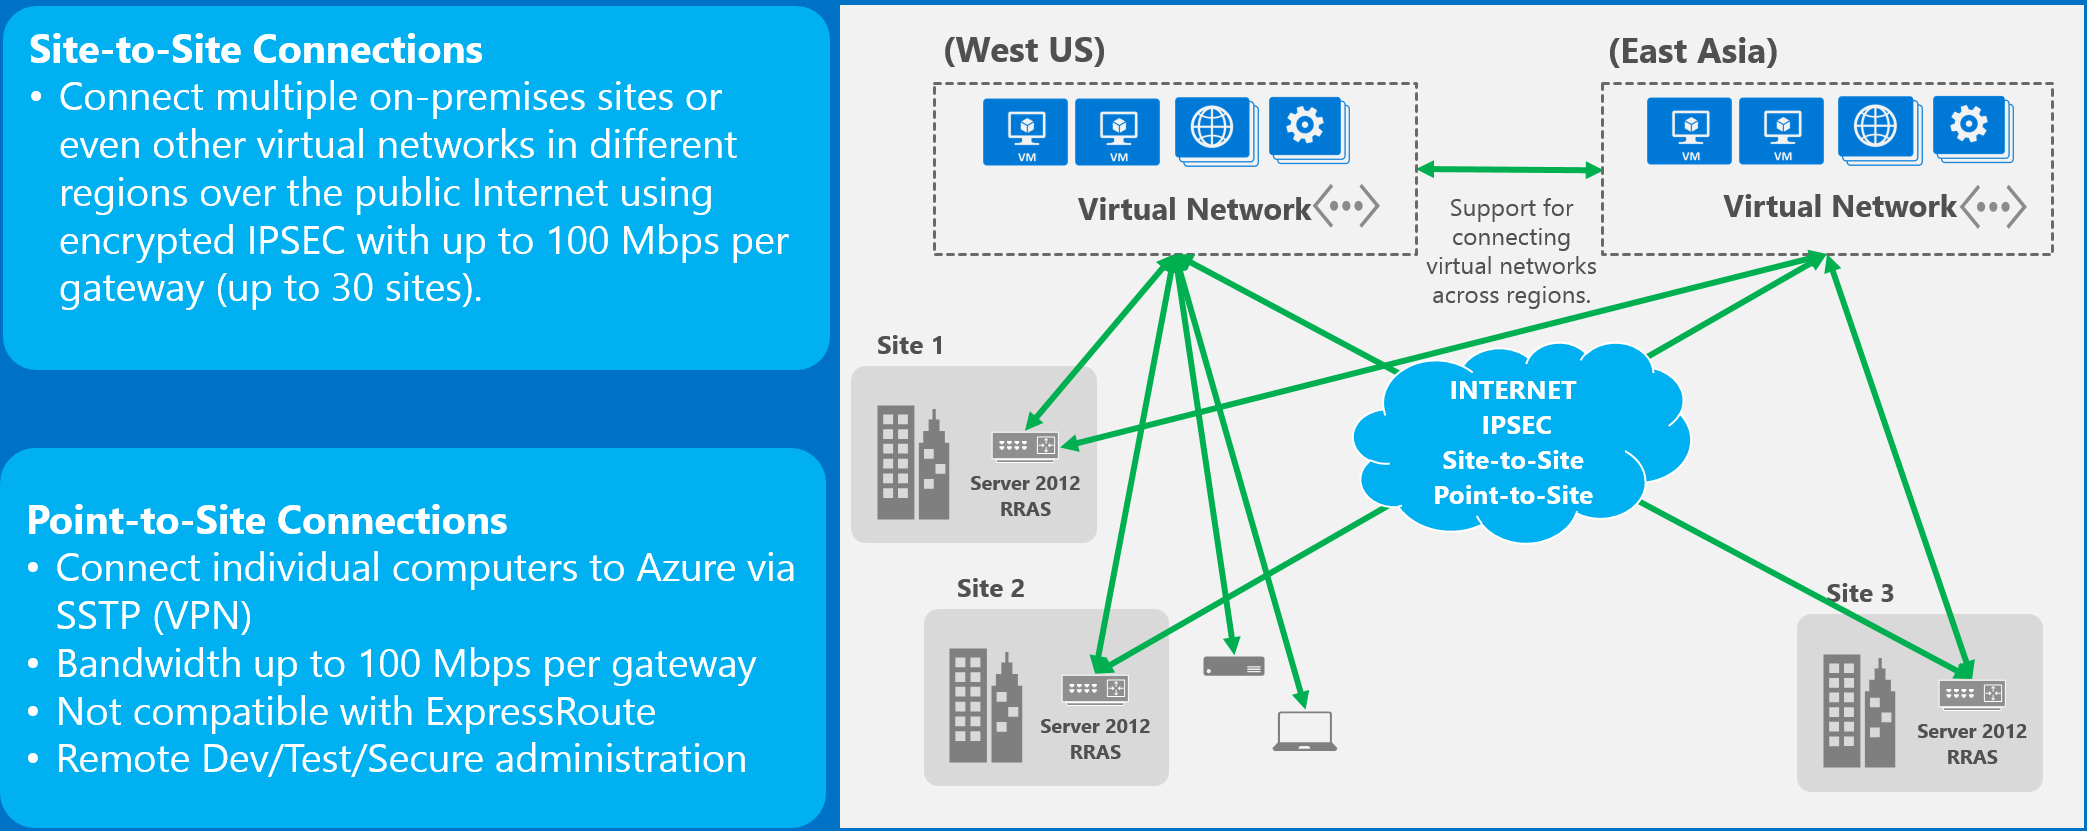 Site-to-Site Connections
• Connect multiple on-premises sites or
even other virtual networks in different
regions over the public Internet using
encrypted IPSEC with up to 100 Mbps per
gateway (up to 30 sites).
Point-to-Site Connections
• Connect individual computers to Azure via
SSTP (VPN)
• Bandwidth up to 100 Mbps per gateway
• Not compatible with ExpressRoute
• Remote Dev/Test/Secure administration
(West US)
VM
VM
Virtual Network
(East Asia)
VM
VM
Virtual Network
Support for
connecting
virtual networks
across regions.
Site 1
Server 2012
RRAS
INTERNET
IPSEC
Site-to-Site
Point-to-Site
Site 2
Server 2012
RRAS
Site 3
Server 2012
RRAS